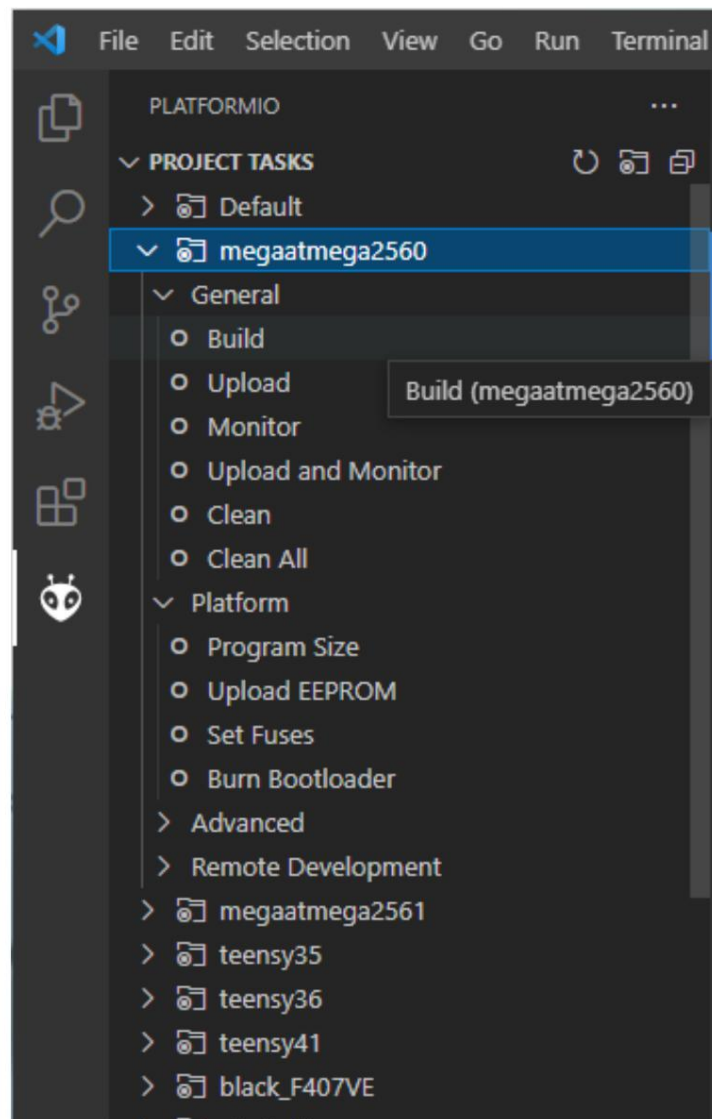 File Edit Selection View Go Run Terminal
PLATFORMIO
PROJECT TASKS
Default
megaatmega2560
General
Build
Upload
Build (megaatmega2560)
Monitor
Upload and Monitor
Clean
Clean All
Platform
Program Size
Upload EEPROM
Set Fuses
Burn Bootloader
Advanced
Remote Development
megaatmega2561
teensy35
teensy36
teensy41
black_F407VE